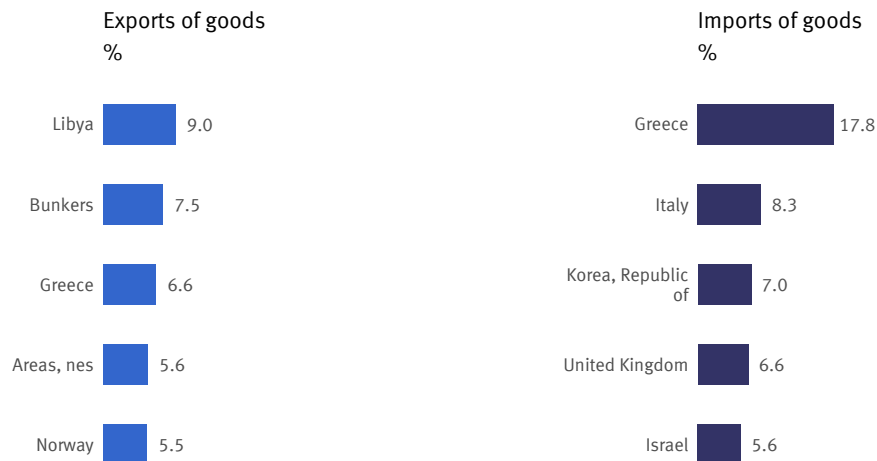 Exports of goods
%
Libya 9.0
Bunkers 7.5
Greece 6.6
Areas, nes 5.6
Norway 5.5
Imports of goods
%
Greece 17.8
Italy 8.3
Korea, Republic
of 7.0
United Kingdom 6.6
Israel 5.6